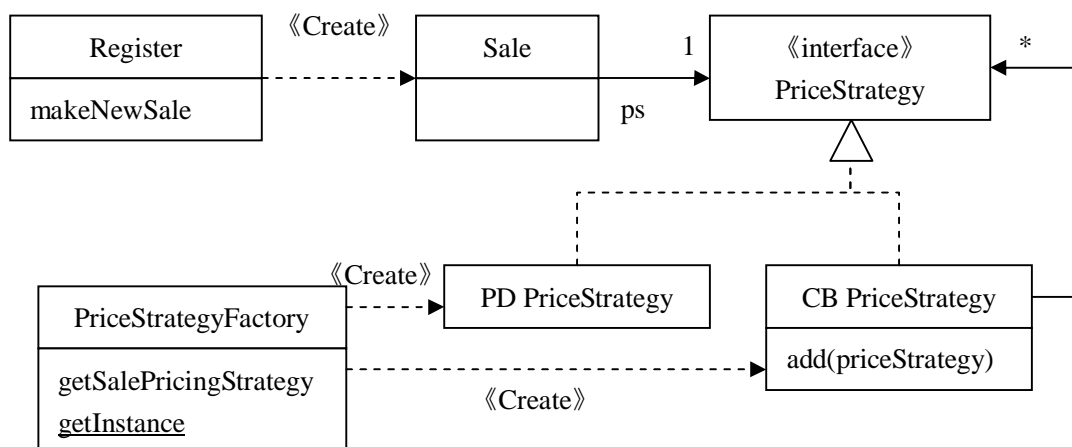 Register
makeNewSale
《Create》
Sale
1
ps
《interface》
PriceStrategy
*
《Create》
PD PriceStrategy
CB PriceStrategy
add(priceStrategy)
PriceStrategyFactory
getSalePricingStrategy
getInstance
《Create》